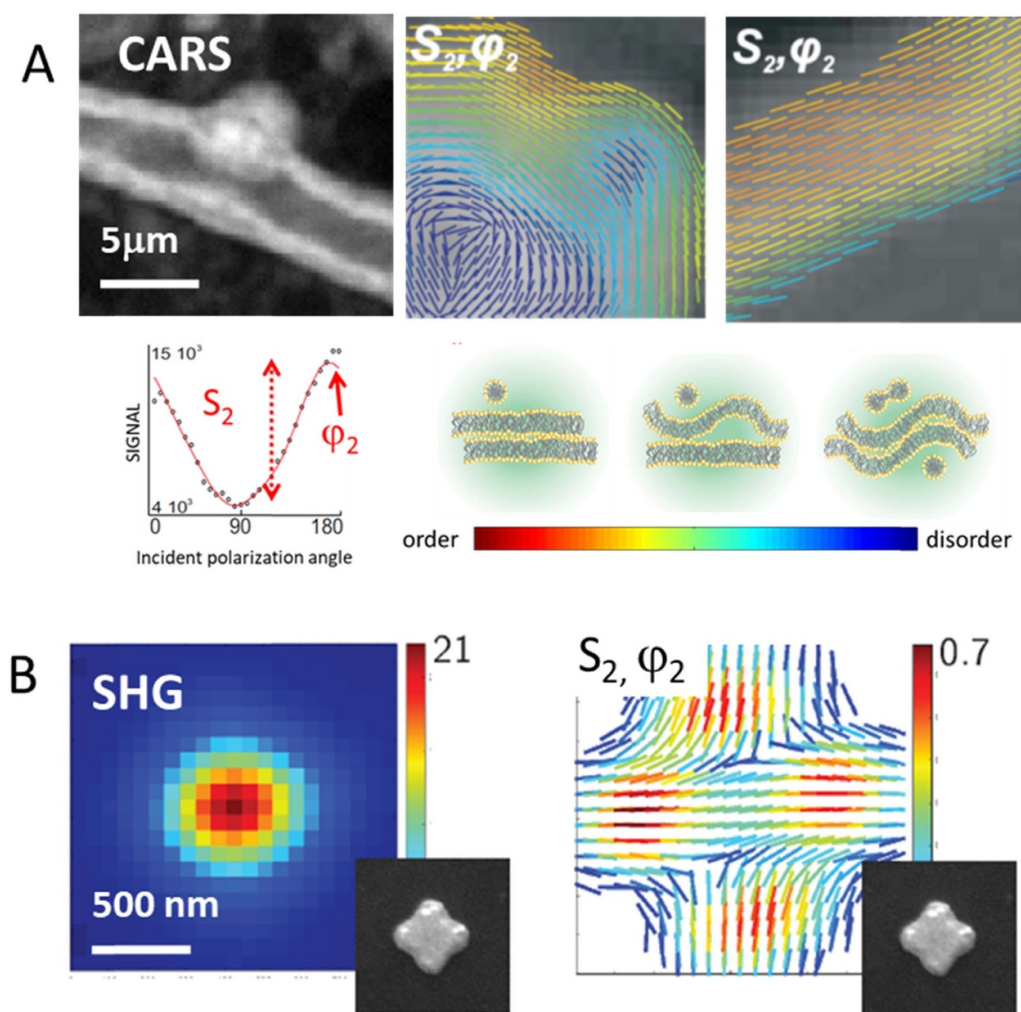 A
CARS
5μm
S₂,φ₂
S₂,φ₂
15 10³
SIGNAL
S₂
φ₂
4 10³
0
90
180
Incident polarization angle
order
disorder
B
SHG
21
500 nm
S₂, φ₂
0.7